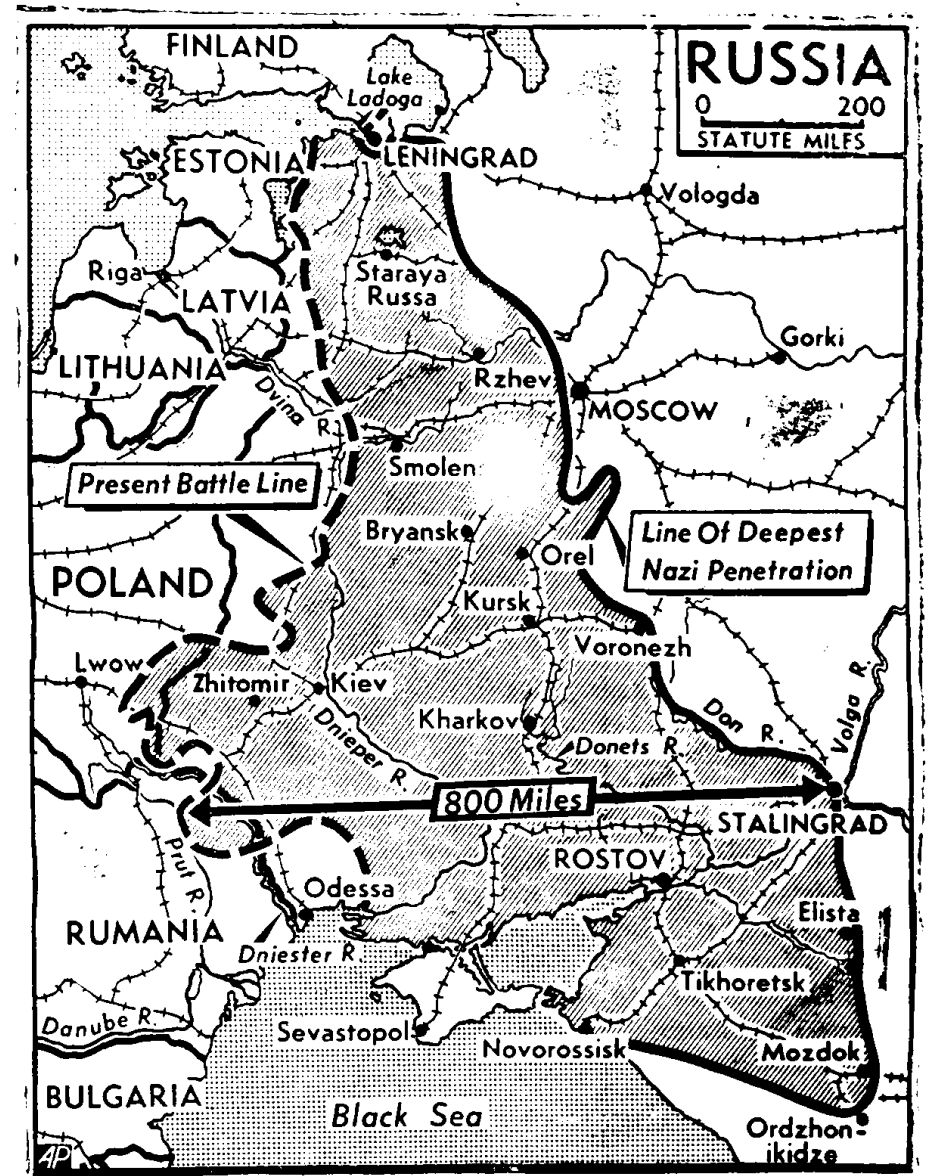 FINLAND
RUSSIA
Lake
Ladoga
0 200
STATUTE MILES
ESTONIA
LENINGRAD
Vologda
Riga
Staraya
Russa
LATVIA
Gorki
LITHUANIA
Rzhev
Dvina
R.
MOSCOW
Smolen
Present Battle Line
Bryansk
Orel
Line Of Deepest
Nazi Penetration
POLAND
Kursk
Voronezh
Lwow
Zhitomir
Kiev
Volga R.
Don R.
Kharkov
Dnieper R.
Donets R.
800 Miles
STALINGRAD
Prut R.
ROSTOV
Odessa
Elista
RUMANIA
Dniester R.
Tikhoretsk
Danube R.
Sevastopol
Novorossisk
Mozdok
BULGARIA
Black Sea
Ordzhon-
ikidze
AP